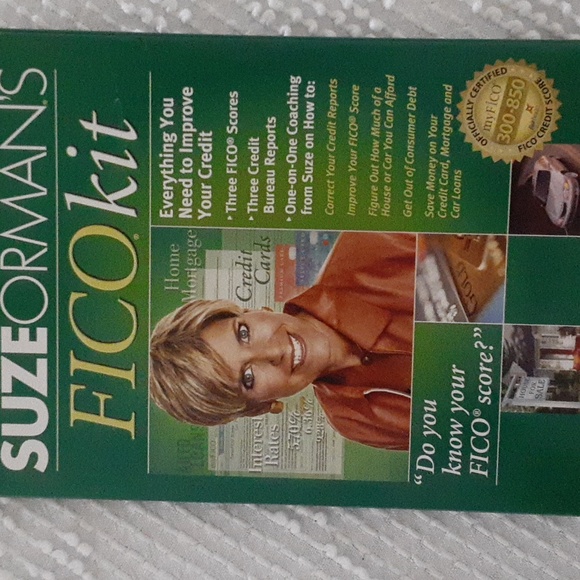 SUZE ORMAN'S
FICO® kit
Everything You
Need to Improve
Your Credit
• Three FICO® Scores
• Three Credit
Bureau Reports
• One-on-One Coaching
from Suze on How to:
Correct Your Credit Reports
Improve Your FICO® Score
Figure Out How Much of a
House or Car You Can Afford
Get Out of Consumer Debt
Save Money on Your
Credit Card, Mortgage and
Car Loans
OFFICIALLY CERTIFIED
myFico®
300-850
FICO CREDIT SCORE
Home
Mortgage
Credit
Cards
Interest
Rates
"Do you
know your
FICO® score?"
HOUSE
FOR
SALE